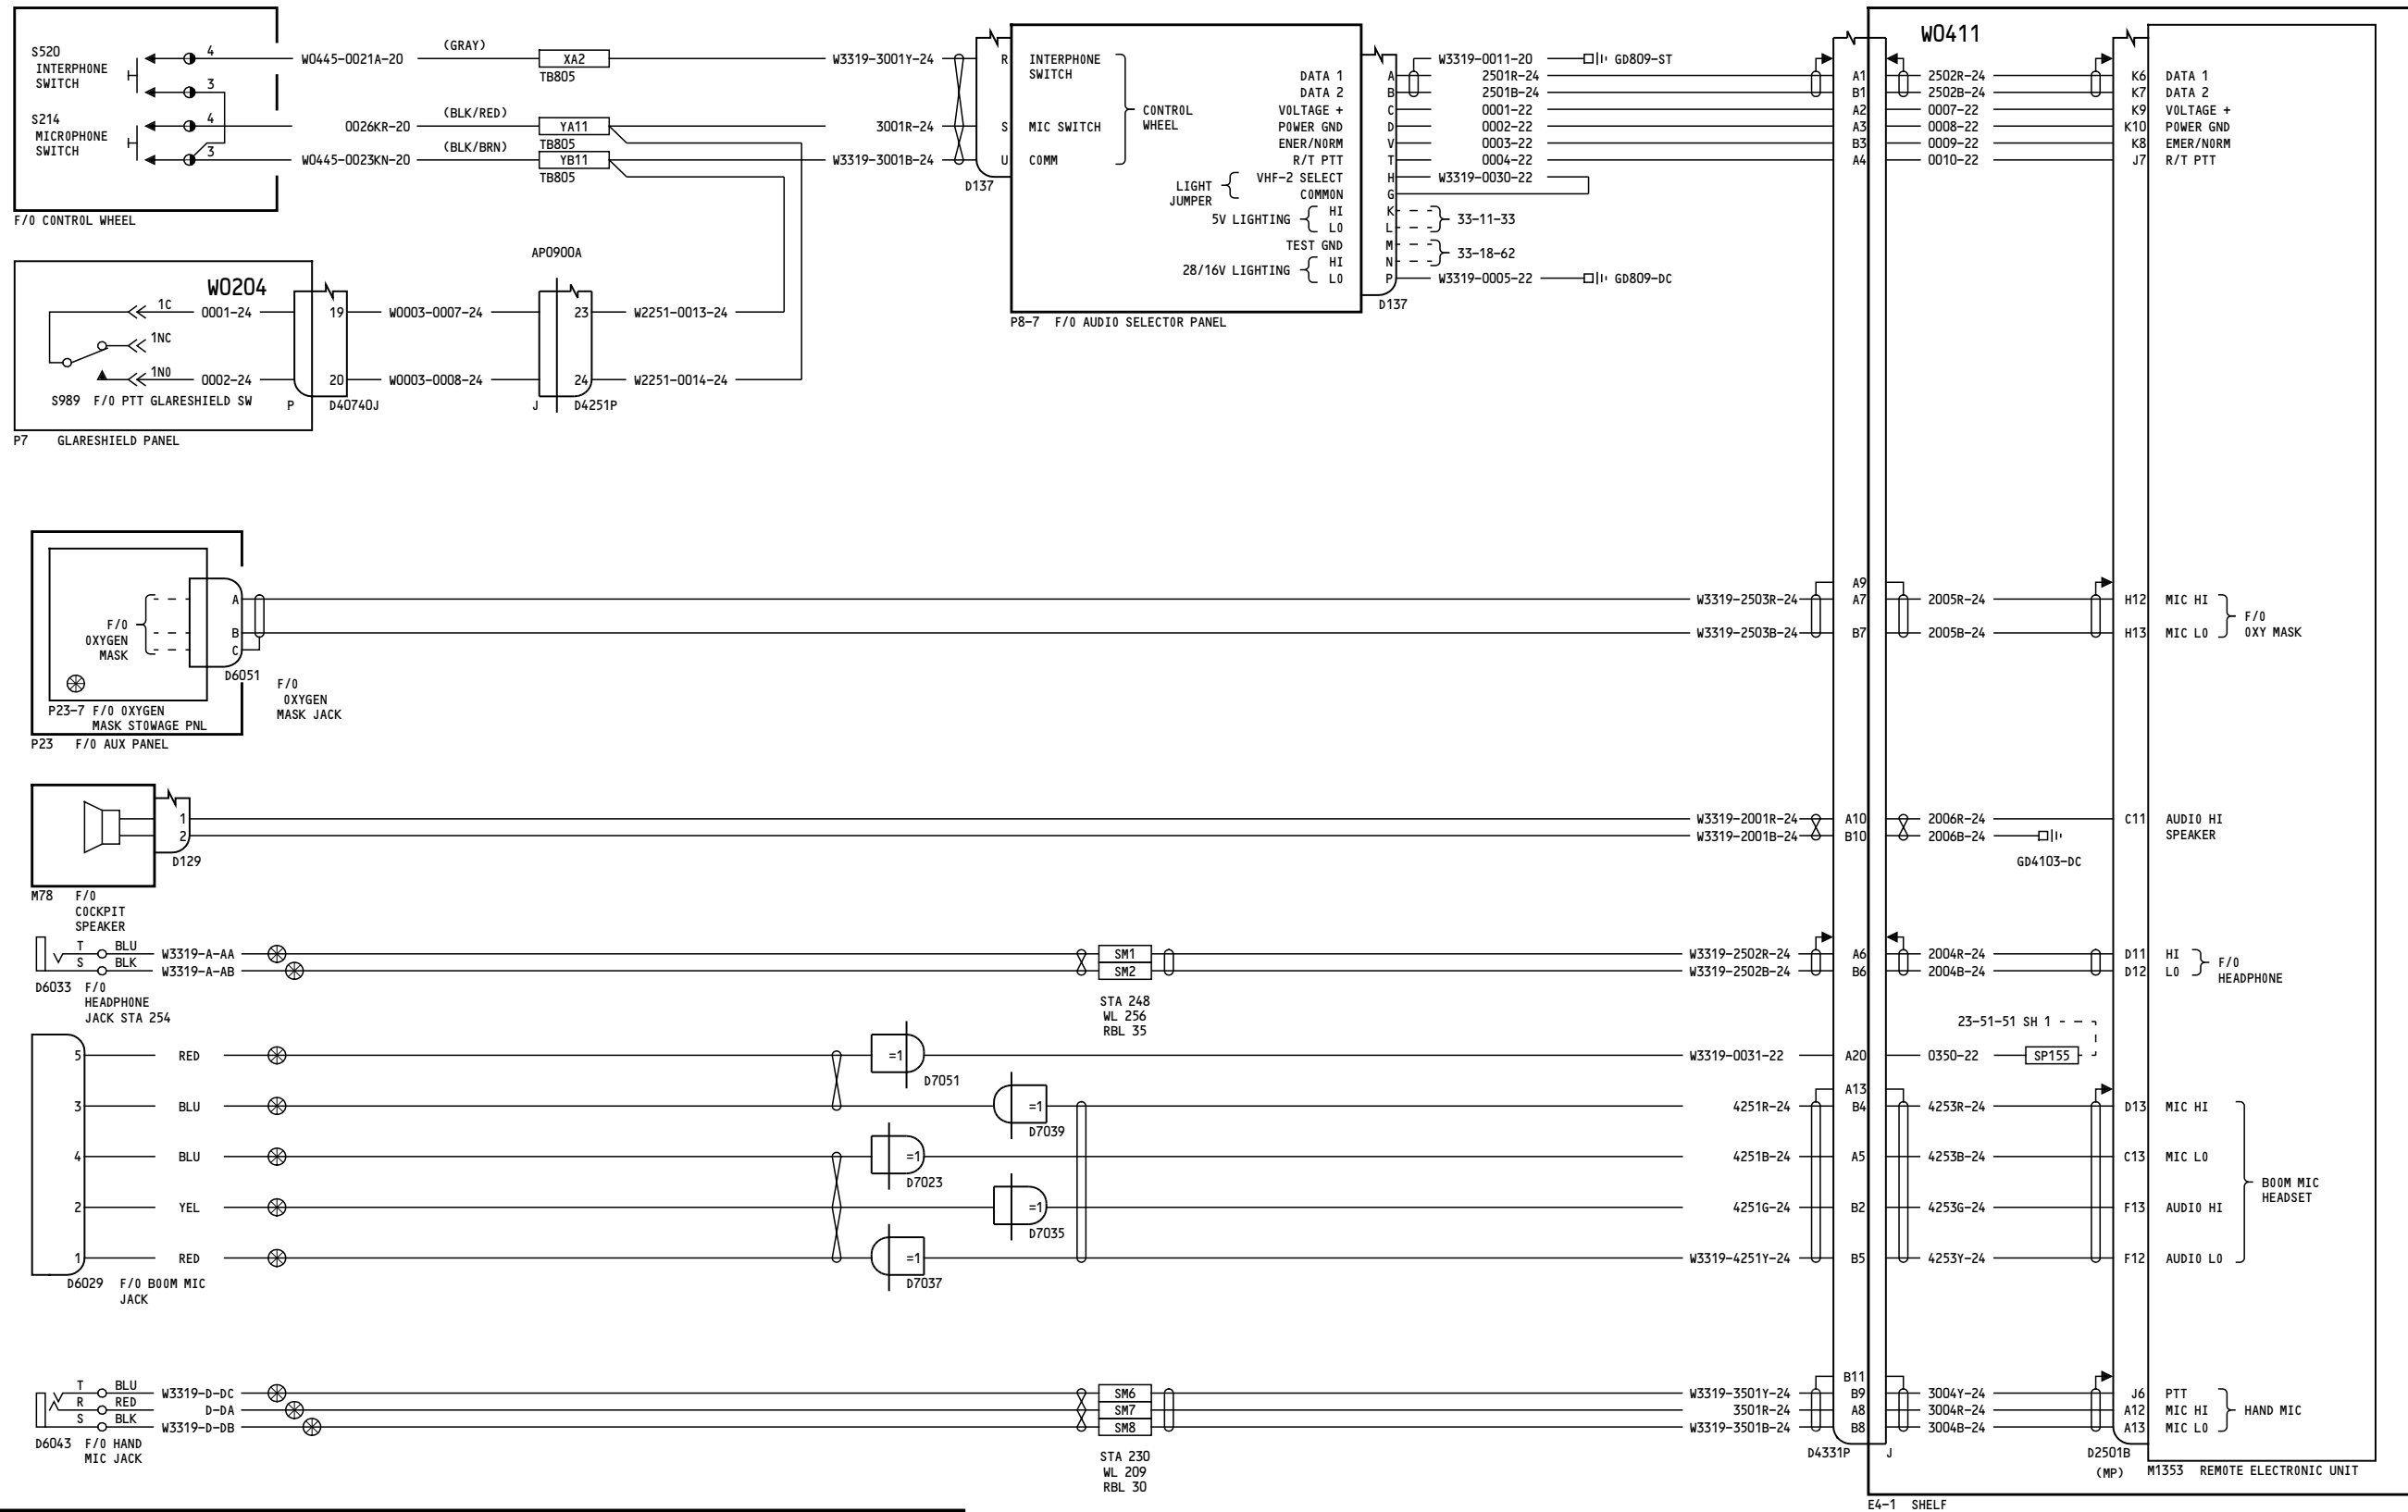 S520
INTERPHONE
SWITCH
4
3
S214
MICROPHONE
SWITCH
4
3
F/O CONTROL WHEEL
W0445-0021A-20
(GRAY)
XA2
TB805
W3319-3001Y-24
0026KR-20
(BLK/RED)
YA11
TB805
3001R-24
W0445-0023KN-20
(BLK/BRN)
YB11
TB805
W3319-3001B-24
D137
R
INTERPHONE
SWITCH
S
MIC SWITCH
U
COMM
CONTROL
WHEEL
DATA 1
A
DATA 2
B
VOLTAGE +
C
POWER GND
D
ENER/NORM
V
R/T PTT
T
LIGHT
JUMPER
VHF-2 SELECT
H
COMMON
G
5V LIGHTING
HI
K
LO
L
TEST GND
M
28/16V LIGHTING
HI
N
LO
P
D137
P8-7 F/O AUDIO SELECTOR PANEL
W3319-0011-20
GD809-ST
2501R-24
2501B-24
0001-22
0002-22
0003-22
0004-22
W3319-0030-22
33-11-33
33-18-62
W3319-0005-22
GD809-DC
W0411
A1
2502R-24
K6
DATA 1
B1
2502B-24
K7
DATA 2
A2
0007-22
K9
VOLTAGE +
A3
0008-22
K10
POWER GND
B3
0009-22
K8
EMER/NORM
A4
0010-22
J7
R/T PTT
W0204
1C
0001-24
19
W0003-0007-24
AP0900A
23
W2251-0013-24
1NC
1NO
0002-24
20
W0003-0008-24
24
W2251-0014-24
S989 F/O PTT GLARESHIELD SW
P
D40740J
J
D4251P
P7 GLARESHIELD PANEL
F/O
OXYGEN
MASK
A
B
C
D6051
F/O
OXYGEN
MASK JACK
P23-7 F/O OXYGEN
MASK STOWAGE PNL
P23 F/O AUX PANEL
A9
W3319-2503R-24
A7
2005R-24
H12
MIC HI
W3319-2503B-24
B7
2005B-24
H13
MIC LO
F/O
OXY MASK
1
2
D129
M78 F/O
COCKPIT
SPEAKER
W3319-2001R-24
A10
2006R-24
C11
AUDIO HI
W3319-2001B-24
B10
2006B-24
SPEAKER
GD4103-DC
T
BLU
W3319-A-AA
SM1
W3319-2502R-24
A6
2004R-24
D11
HI
S
BLK
W3319-A-AB
SM2
W3319-2502B-24
B6
2004B-24
D12
LO
F/O
HEADPHONE
D6033 F/O
HEADPHONE
JACK STA 254
STA 248
WL 256
RBL 35
23-51-51 SH 1
5
RED
=1
D7051
W3319-0031-22
A20
0350-22
SP155
A13
3
BLU
=1
D7039
4251R-24
B4
4253R-24
D13
MIC HI
4
BLU
=1
D7023
4251B-24
A5
4253B-24
C13
MIC LO
2
YEL
=1
D7035
4251G-24
B2
4253G-24
F13
AUDIO HI
1
RED
=1
D7037
W3319-4251Y-24
B5
4253Y-24
F12
AUDIO LO
BOOM MIC
HEADSET
D6029 F/O BOOM MIC
JACK
B11
T
BLU
W3319-D-DC
SM6
W3319-3501Y-24
B9
3004Y-24
J6
PTT
R
RED
D-DA
SM7
3501R-24
A8
3004R-24
A12
MIC HI
S
BLK
W3319-D-DB
SM8
W3319-3501B-24
B8
3004B-24
A13
MIC LO
HAND MIC
D6043 F/O HAND
MIC JACK
STA 230
WL 209
RBL 30
D4331P
J
D2501B
(MP)
M1353 REMOTE ELECTRONIC UNIT
E4-1 SHELF